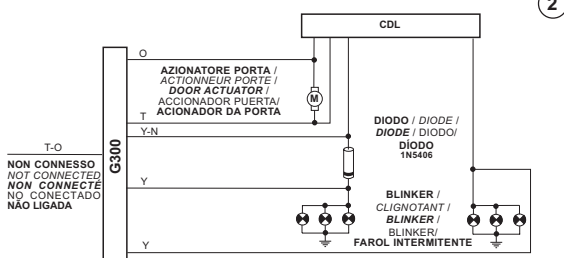 2
CDL
O
AZIONATORE PORTA /
ACTIONNEUR PORTE /
DOOR ACTUATOR /
ACCIONADOR PUERTA/
ACIONADOR DA PORTA
M
T
Y-N
DIODO / DIODE /
DIODE / DIODO/
DÍODO
1N5406
T-O
G300
NON CONNESSO
NOT CONNECTED
NON CONNECTÉ
NO CONECTADO
NÃO LIGADA
Y
BLINKER /
CLIGNOTANT /
BLINKER /
BLINKER/
FAROL INTERMITENTE
Y